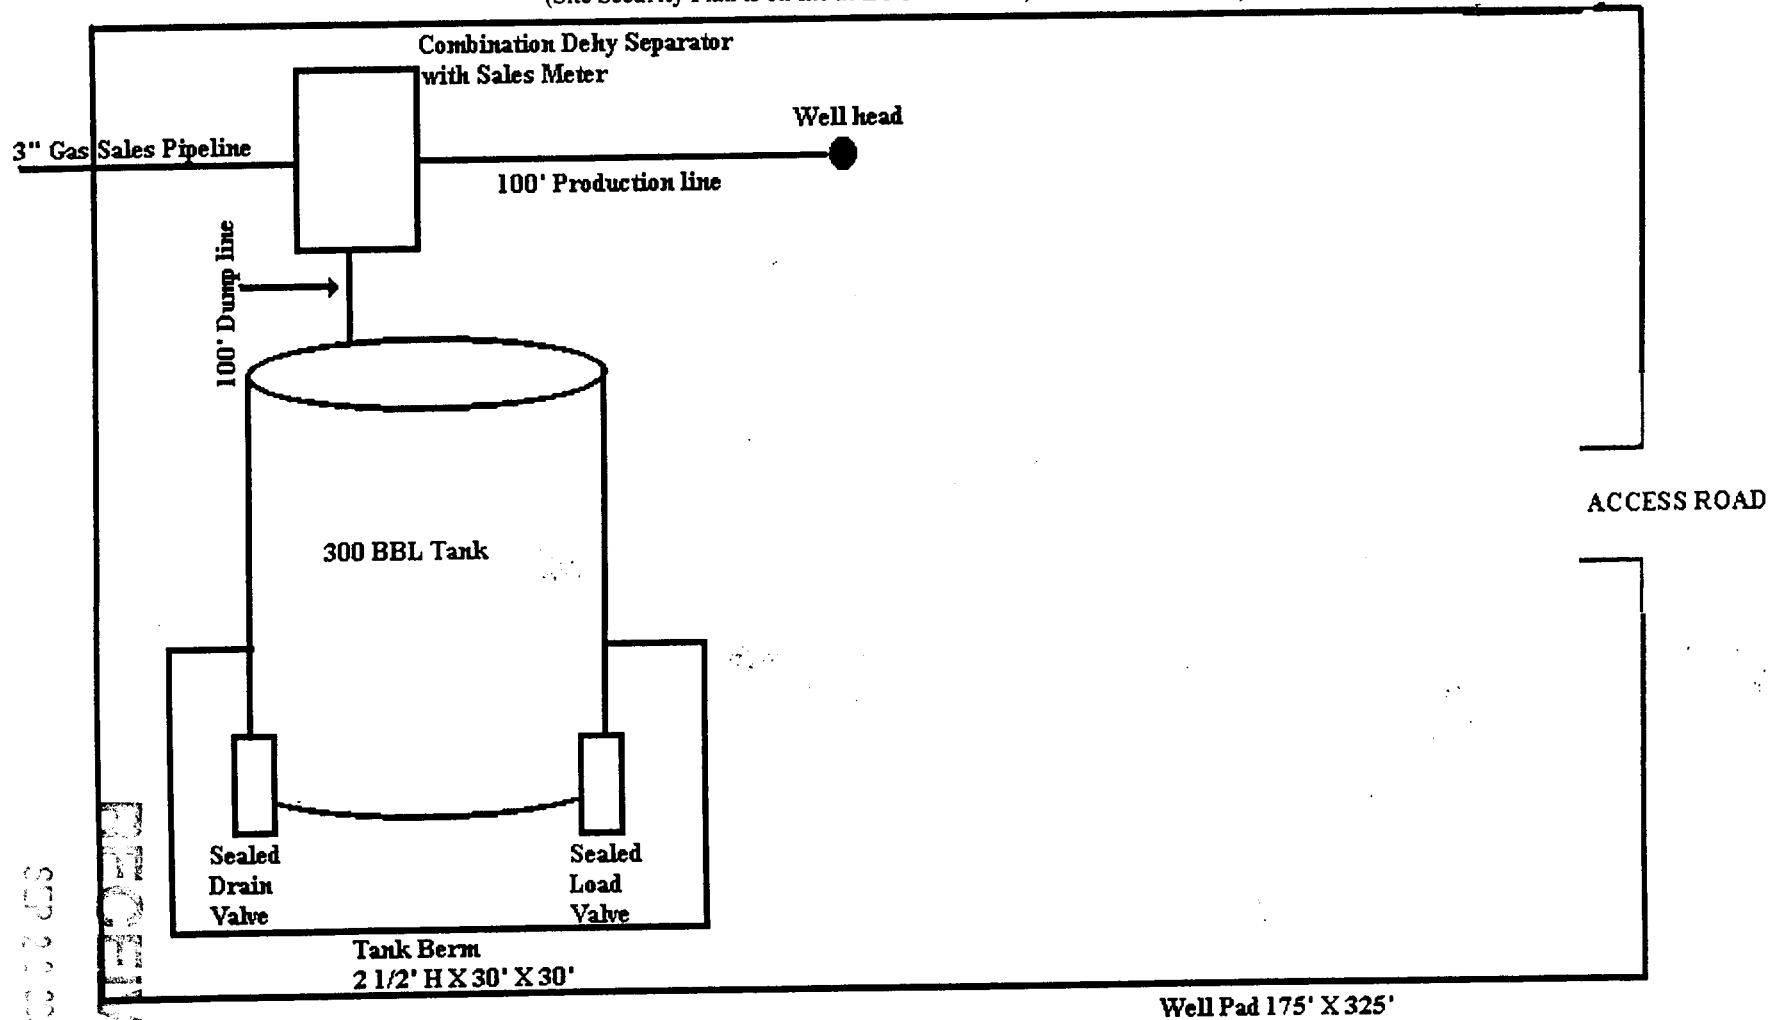 Combination Dehy Separator
with Sales Meter
Well head
3" Gas Sales Pipeline
100' Production line
100' Dump line
ACCESS ROAD
300 BBL Tank
Sealed
Drain
Valve
Sealed
Load
Valve
Tank Berm
2 1/2' H X 30' X 30'
Well Pad 175' X 325'